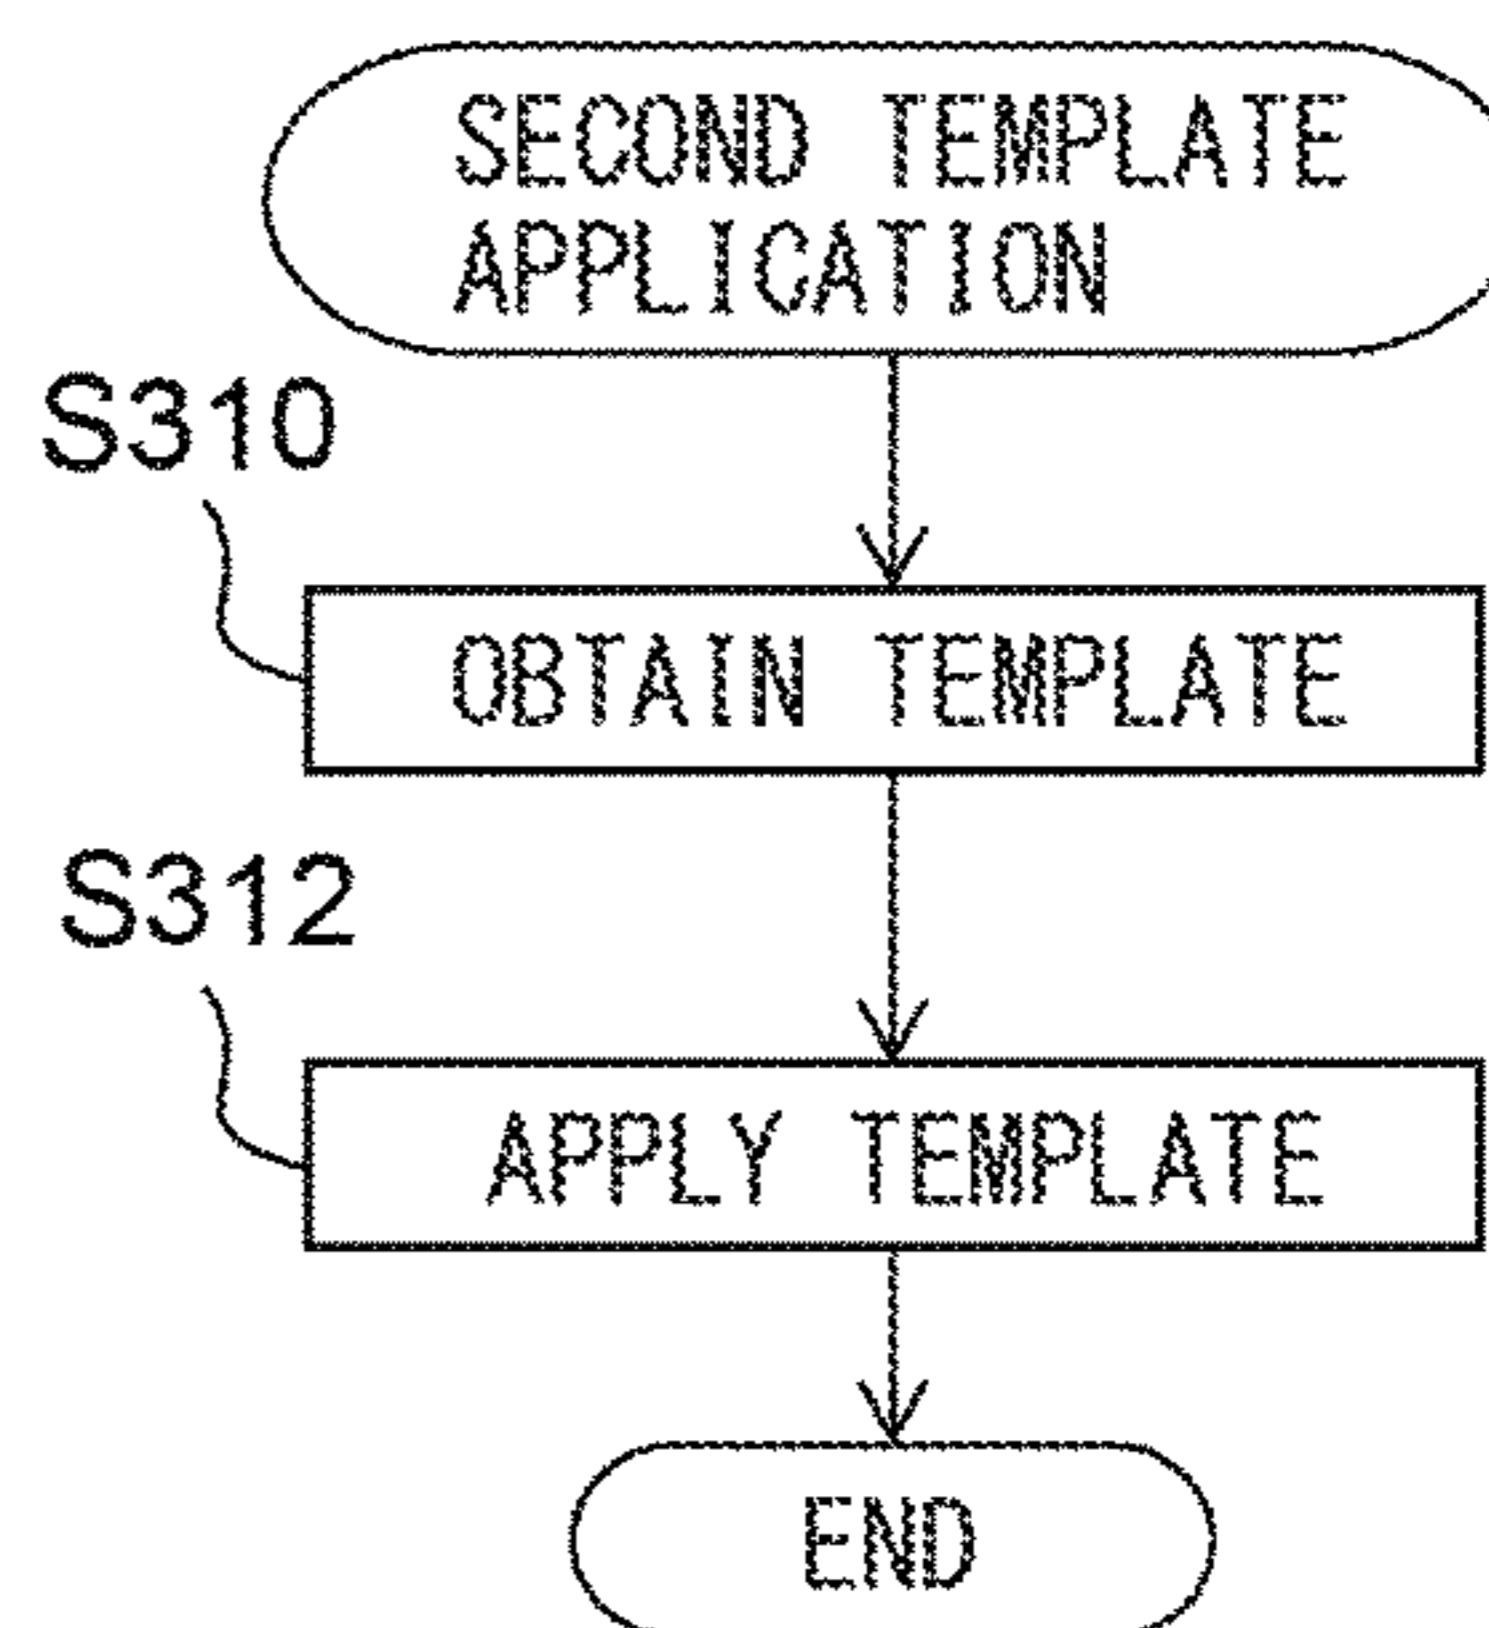 SECOND TEMPLATE
APPLICATION
S310
OBTAIN TEMPLATE
S312
APPLY TEMPLATE
END